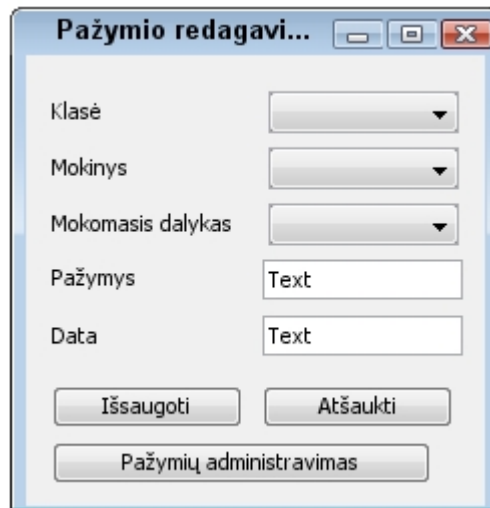 Pažymio redagavi...
Klasė
Mokinys
Mokomasis dalykas
Pažymys Text
Data Text
Išsaugoti Atšaukti
Pažymių administravimas